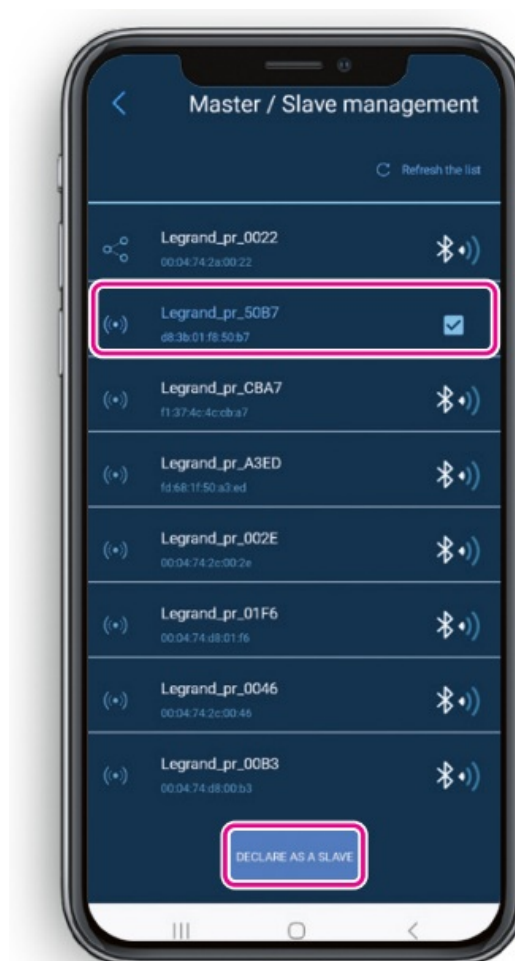 Master / Slave management
Refresh the list
Legrand_pr_0022
00:04:74:2a:00:22
Legrand_pr_50B7
d8:3b:01:f8:50:b7
Legrand_pr_CBA7
f1:37:4c:4c:cb:a7
Legrand_pr_A3ED
fd:68:1f:50:a3:ed
Legrand_pr_002E
00:04:74:2c:00:2e
Legrand_pr_01F6
00:04:74:d8:01:f6
Legrand_pr_0046
00:04:74:2c:00:46
Legrand_pr_00B3
00:04:74:d8:00:b3
DECLARE AS A SLAVE